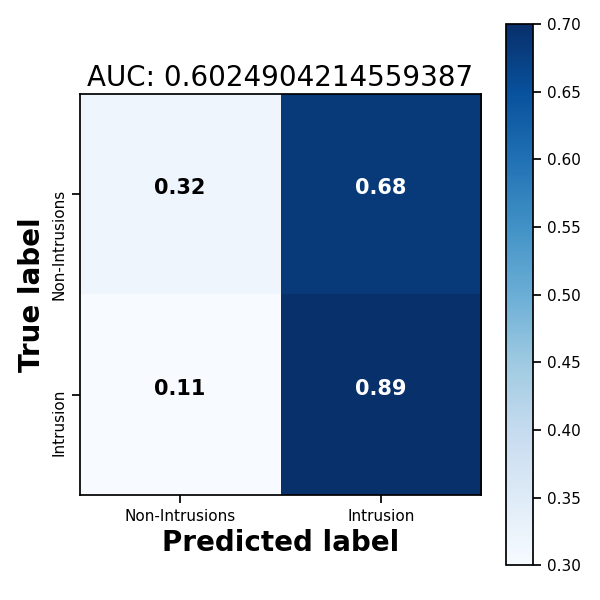 AUC: 0.6024904214559387
True label
Non-Intrusions
Intrusion
0.32
0.68
0.11
0.89
Non-Intrusions
Intrusion
Predicted label
0.70
0.65
0.60
0.55
0.50
0.45
0.40
0.35
0.30